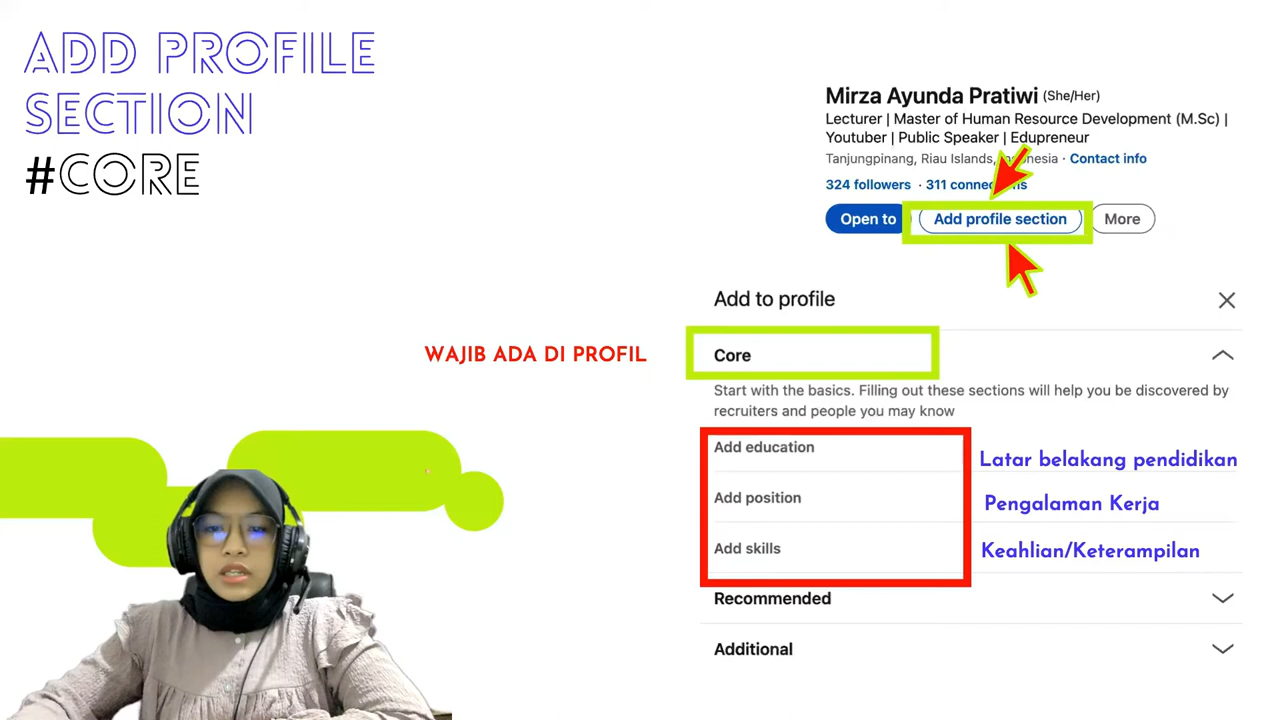 ADD PROFILE
SECTION
#CORE
Mirza Ayunda Pratiwi (She/Her)
Lecturer | Master of Human Resource Development (M.Sc) |
Youtuber | Public Speaker | Edupreneur
Tanjungpinang, Riau Islands, Indonesia · Contact info
324 followers · 311 connections
Open to
Add profile section
More
Add to profile
WAJIB ADA DI PROFIL
Core
Start with the basics. Filling out these sections will help you be discovered by
recruiters and people you may know
Add education
Latar belakang pendidikan
Add position
Pengalaman Kerja
Add skills
Keahlian/Keterampilan
Recommended
Additional